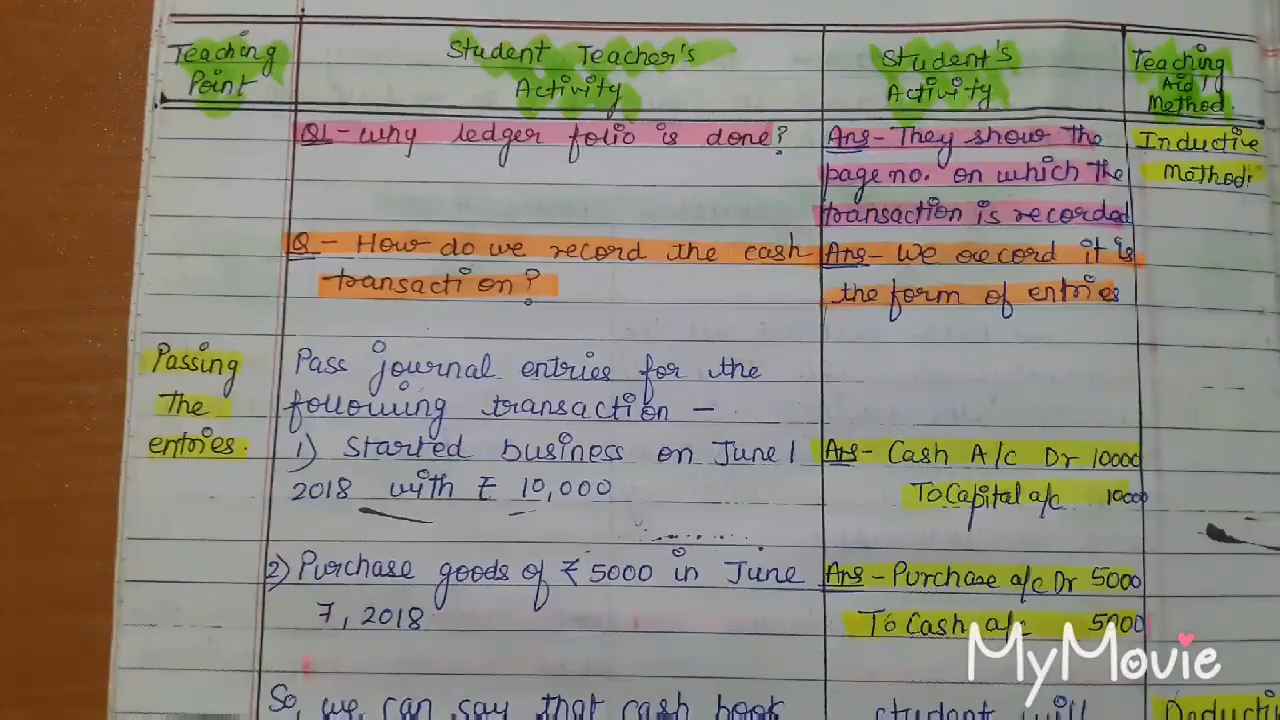 Teaching Point
Student Teacher's Activity
Student's Activity
Teaching Aid / Method.
Q1 - Why ledger folio is done?
Ans - They show the
page no. on which the
transaction is recorded
Inductive
Method
Q - How do we record the cash
transaction?
Ans - We record it is
the form of entries
Passing
The
entries.
Pass journal entries for the
following transaction -
1) Started business on June 1
2018 with ₹ 10,000
Ans - Cash A/c Dr 10000
To Capital a/c 10000
2) Purchase goods of ₹ 5000 in June
7, 2018
Ans - Purchase a/c Dr 5000
To Cash a/c 5000
So, we can say that cash book
student will
MyMovie